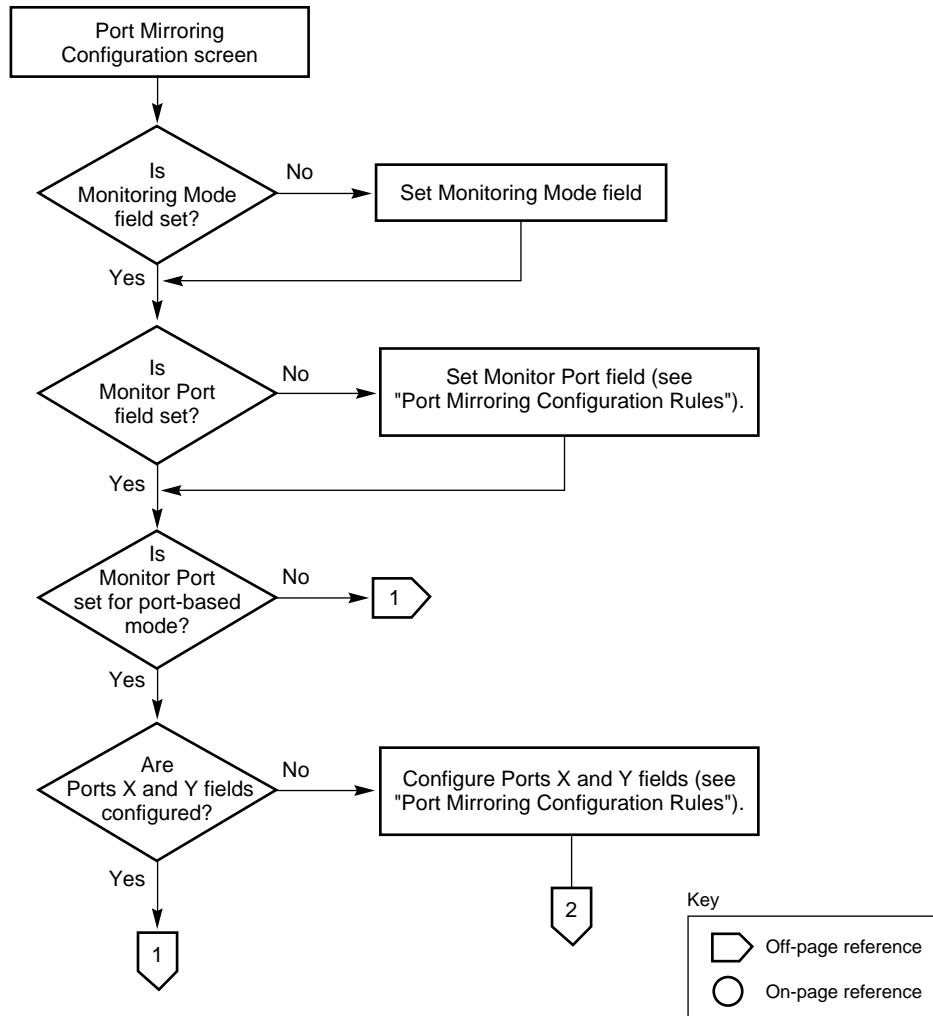 Port Mirroring
Configuration screen
Is
Monitoring Mode
field set?
No
Set Monitoring Mode field
Yes
Is
Monitor Port
field set?
No
Set Monitor Port field (see
"Port Mirroring Configuration Rules").
Yes
Is
Monitor Port
set for port-based
mode?
No
1
Yes
Are
Ports X and Y fields
configured?
No
Configure Ports X and Y fields (see
"Port Mirroring Configuration Rules").
Yes
1
2
Key
Off-page reference
On-page reference